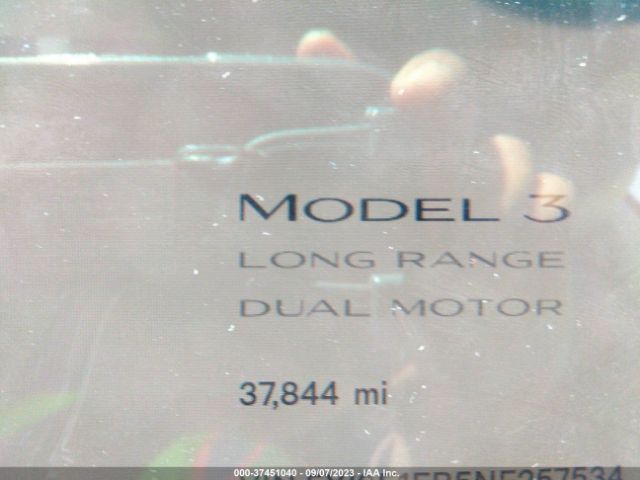 MODEL 3
LONG RANGE
DUAL MOTOR
37,844 mi
000-37451040 - 09/07/2023 - IAA Inc.